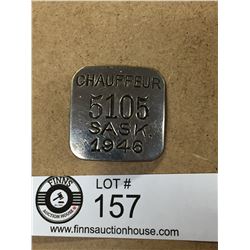 CHAUFFEUR
5105
SASK.
1946
FINNS
AUCTION HOUSE
LOT #
157
www.finnsauctionhouse.com